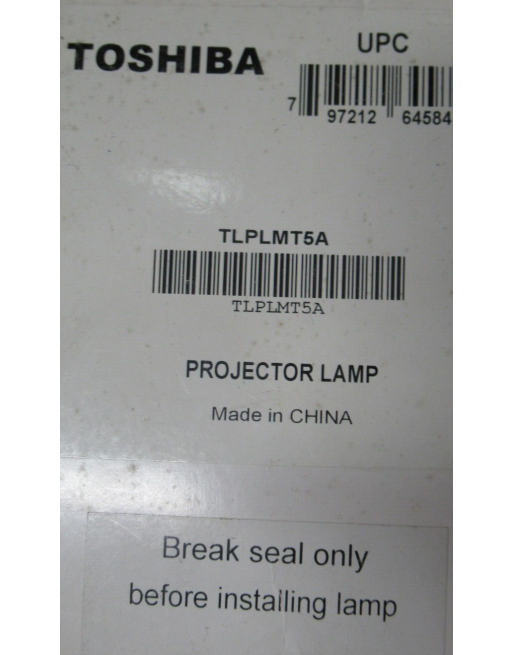 TOSHIBA
UPC
7 97212 64584
TLPLMT5A
TLPLMT5A
PROJECTOR LAMP
Made in CHINA
Break seal only
before installing lamp